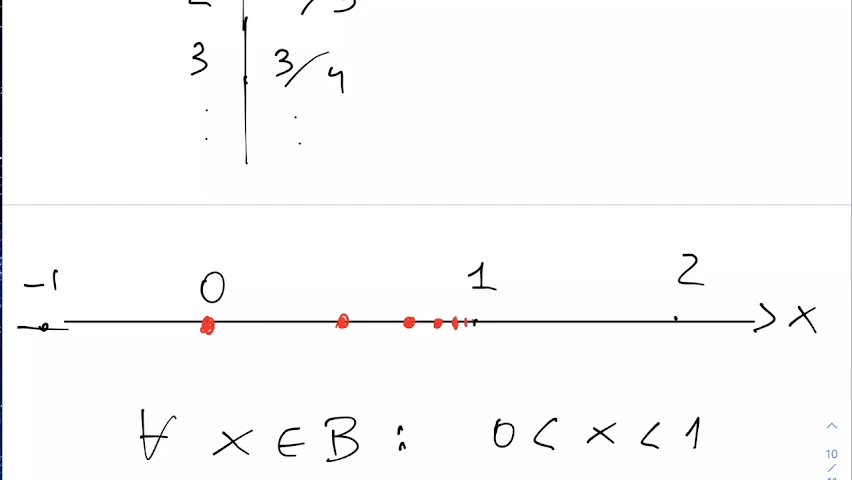 3 | 3/4
⋮ | ⋮
-1 0 1 2
x
∀ x ∈ B : 0 < x < 1
10
/